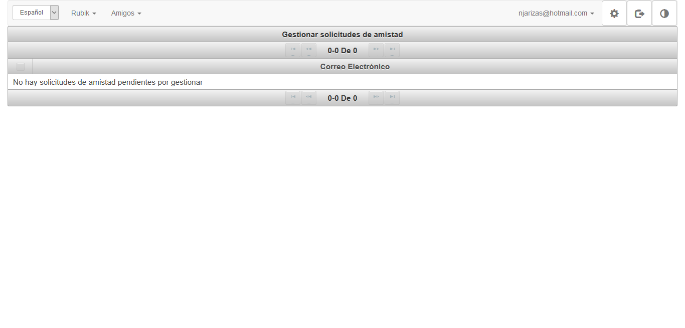 Español Rubik Amigos njarizas@hotmail.com
Gestionar solicitudes de amistad
0-0 De 0
Correo Electrónico
No hay solicitudes de amistad pendientes por gestionar
0-0 De 0